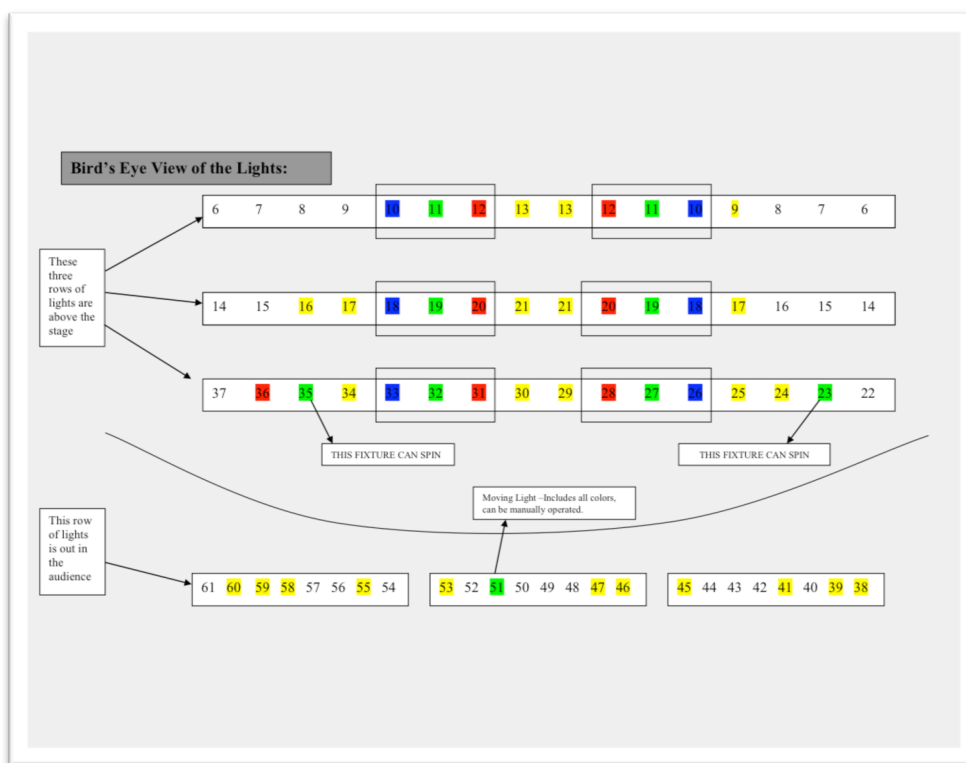 Bird's Eye View of the Lights:
6 7 8 9 10 11 12 13 13 12 11 10 9 8 7 6
These
three
rows of
lights are
above the
stage
14 15 16 17 18 19 20 21 21 20 19 18 17 16 15 14
37 36 35 34 33 32 31 30 29 28 27 26 25 24 23 22
THIS FIXTURE CAN SPIN
THIS FIXTURE CAN SPIN
Moving Light –Includes all colors,
can be manually operated.
This row
of lights
is out in
the
audience
61 60 59 58 57 56 55 54
53 52 51 50 49 48 47 46
45 44 43 42 41 40 39 38